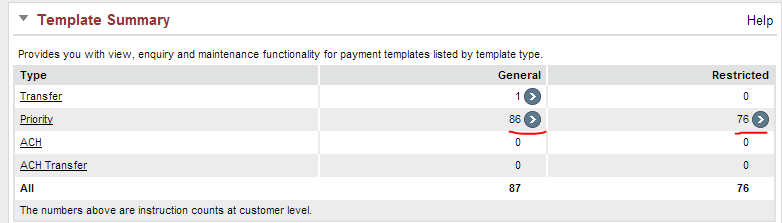 Template Summary Help
Provides you with view, enquiry and maintenance functionality for payment templates listed by template type.
Type General Restricted
Transfer 1 0
Priority 86 76
ACH 0 0
ACH Transfer 0 0
All 87 76
The numbers above are instruction counts at customer level.